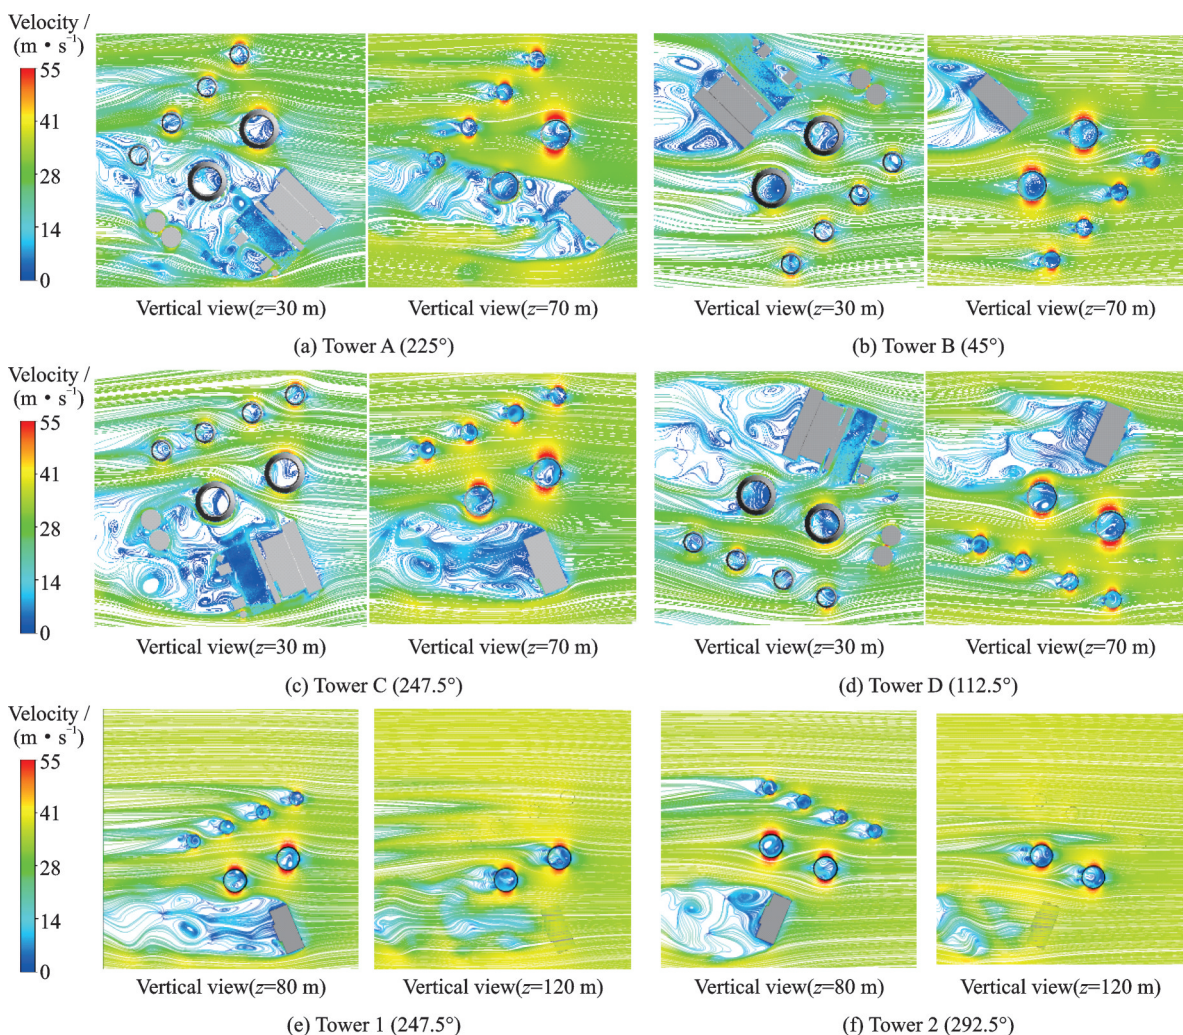 Velocity /
(m • s⁻¹)
55
41
28
14
0
Vertical view(z=30 m)
Vertical view(z=70 m)
(a) Tower A (225°)
Vertical view(z=30 m)
Vertical view(z=70 m)
(b) Tower B (45°)
Velocity /
(m • s⁻¹)
55
41
28
14
0
Vertical view(z=30 m)
Vertical view(z=70 m)
(c) Tower C (247.5°)
Vertical view(z=30 m)
Vertical view(z=70 m)
(d) Tower D (112.5°)
Velocity /
(m • s⁻¹)
55
41
28
14
0
Vertical view(z=80 m)
Vertical view(z=120 m)
(e) Tower 1 (247.5°)
Vertical view(z=80 m)
Vertical view(z=120 m)
(f) Tower 2 (292.5°)